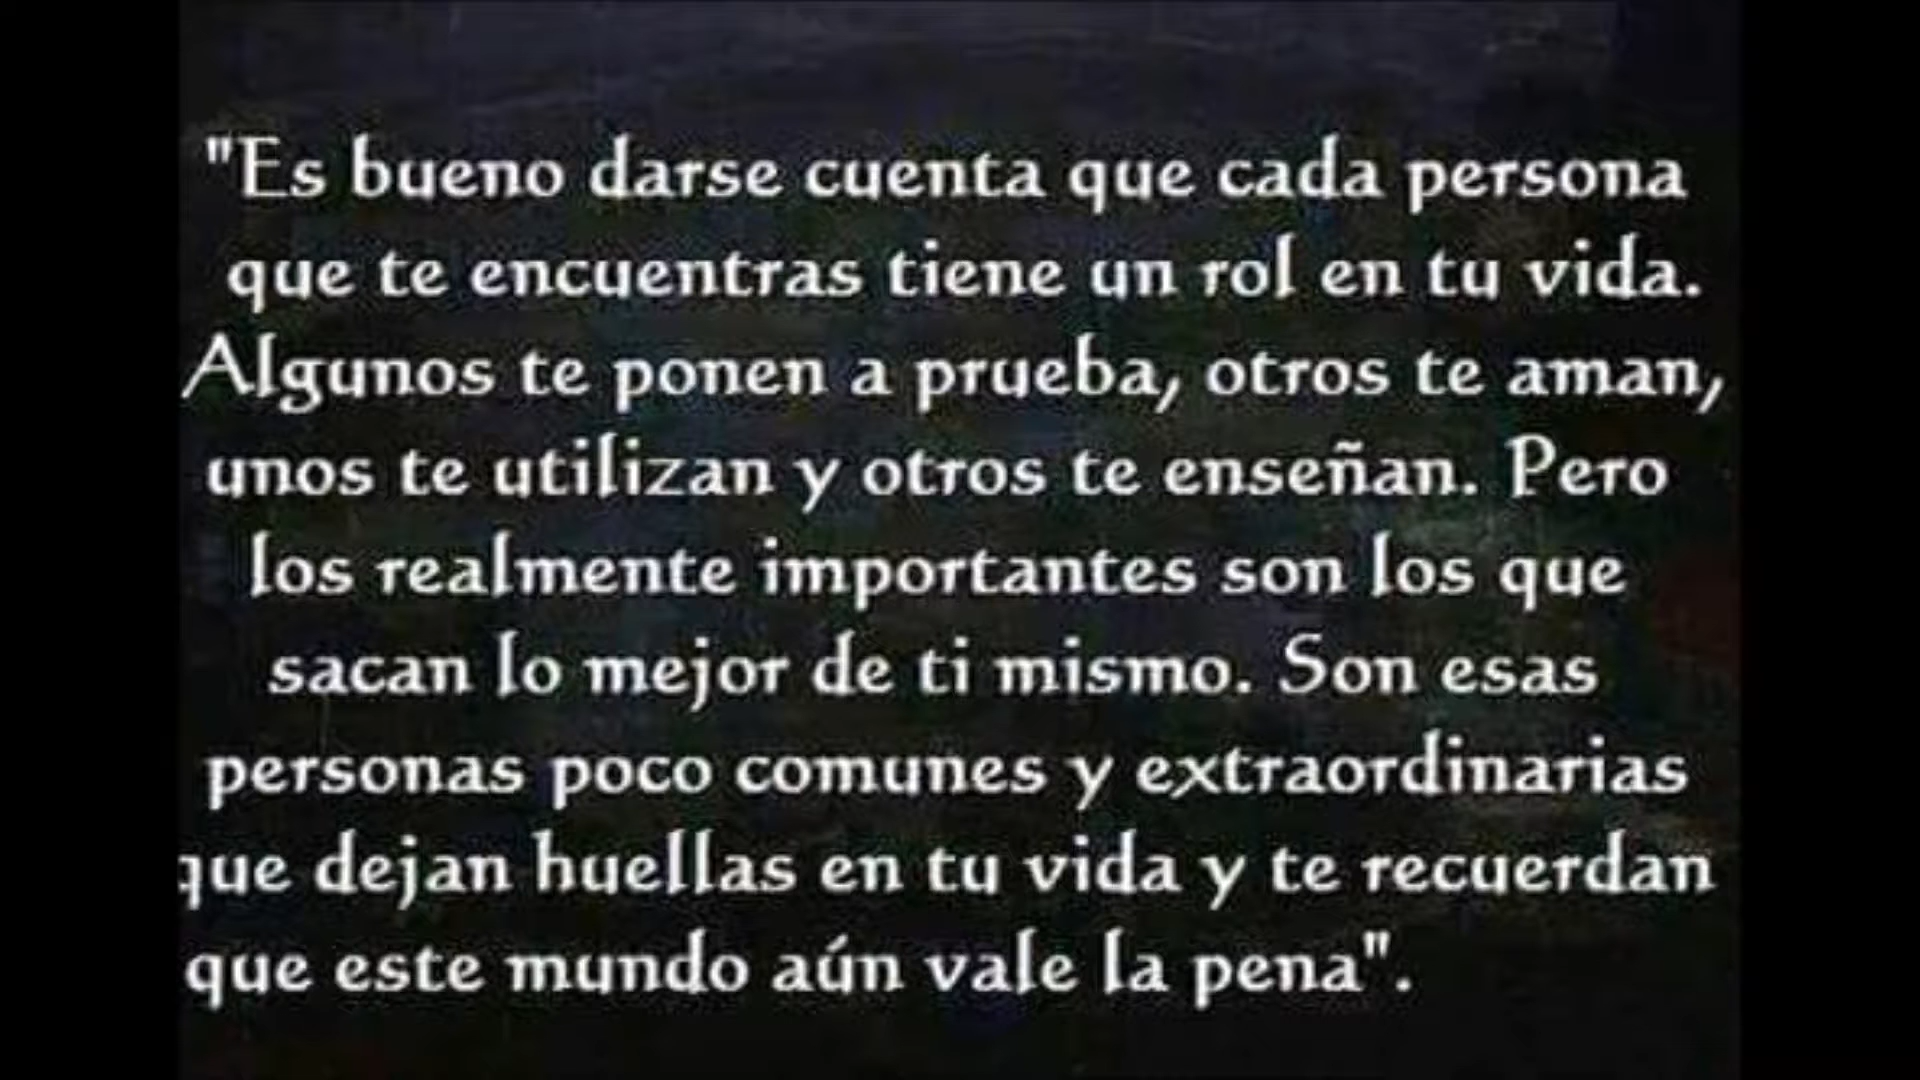 "Es bueno darse cuenta que cada persona
que te encuentras tiene un rol en tu vida.
Algunos te ponen a prueba, otros te aman,
unos te utilizan y otros te enseñan. Pero
los realmente importantes son los que
sacan lo mejor de ti mismo. Son esas
personas poco comunes y extraordinarias
que dejan huellas en tu vida y te recuerdan
que este mundo aún vale la pena".